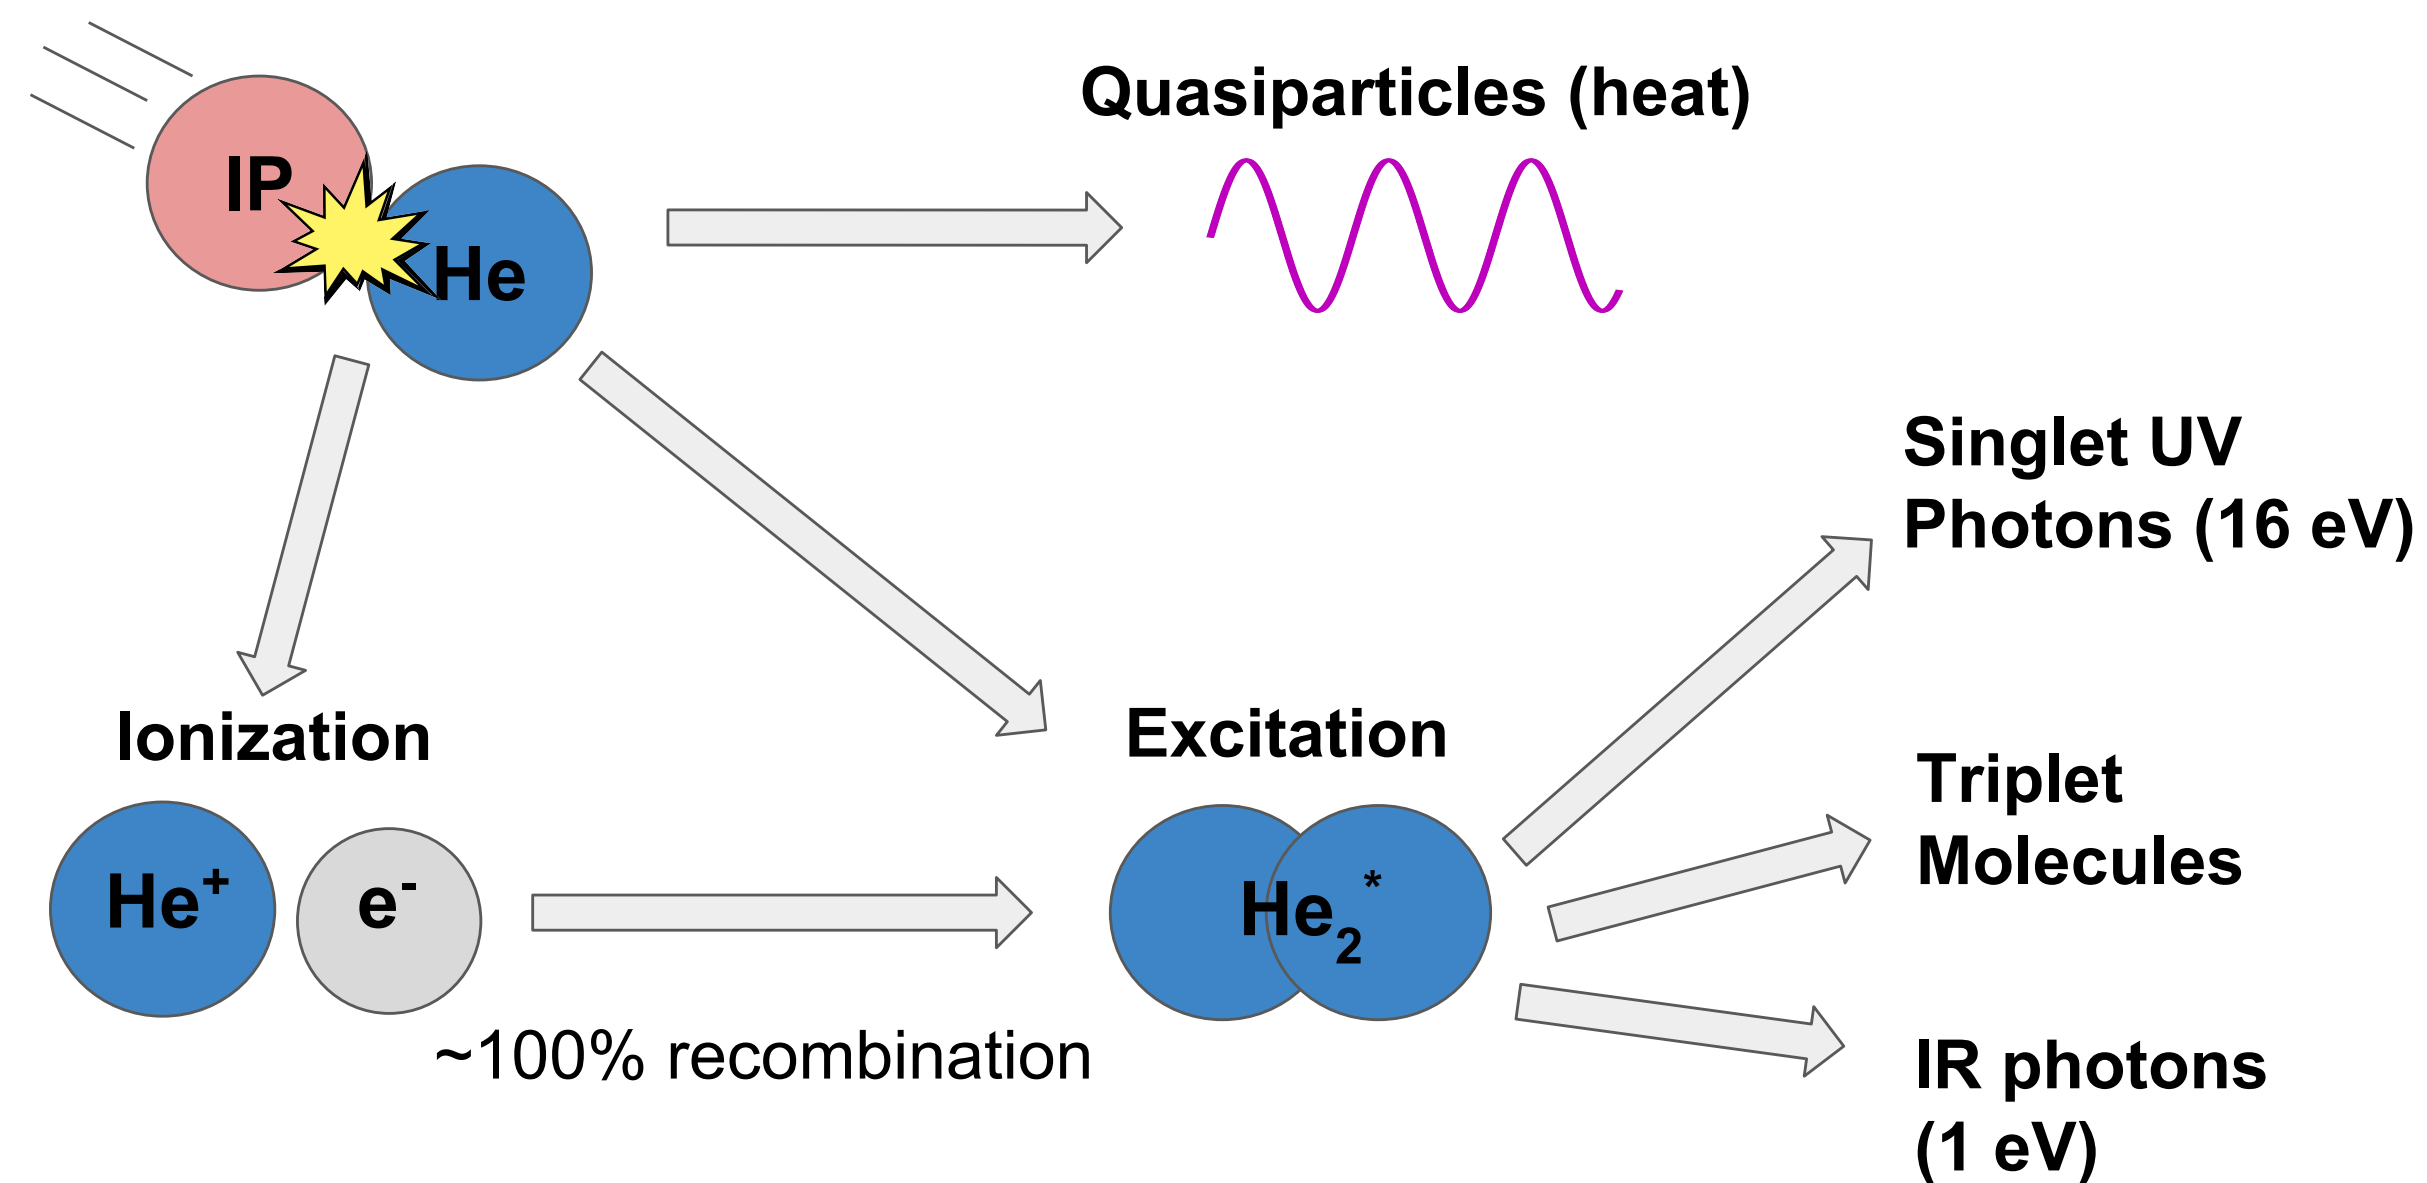 IP
He
Quasiparticles (heat)
Singlet UV
Photons (16 eV)
Ionization
Excitation
Triplet
Molecules
He⁺
e⁻
He₂*
~100% recombination
IR photons
(1 eV)